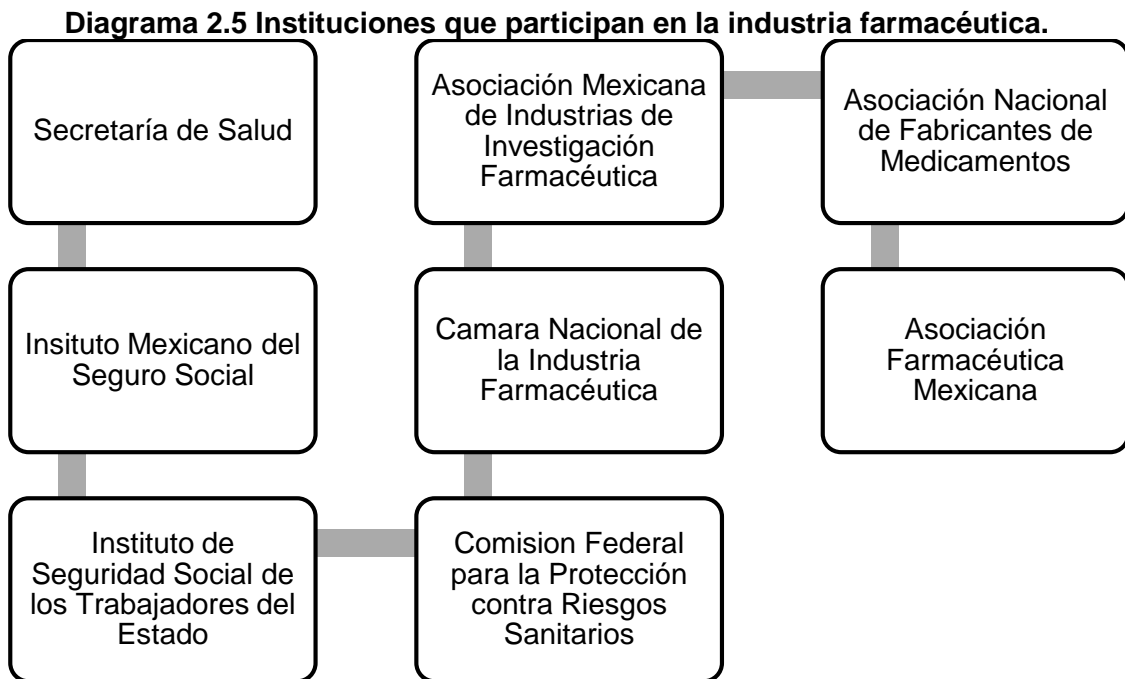 Diagrama 2.5 Instituciones que participan en la industria farmacéutica.
Secretaría de Salud
Insituto Mexicano del
Seguro Social
Instituto de
Seguridad Social de
los Trabajadores del
Estado
Comision Federal
para la Protección
contra Riesgos
Sanitarios
Camara Nacional de
la Industria
Farmacéutica
Asociación Mexicana
de Industrias de
Investigación
Farmacéutica
Asociación Nacional
de Fabricantes de
Medicamentos
Asociación
Farmacéutica
Mexicana